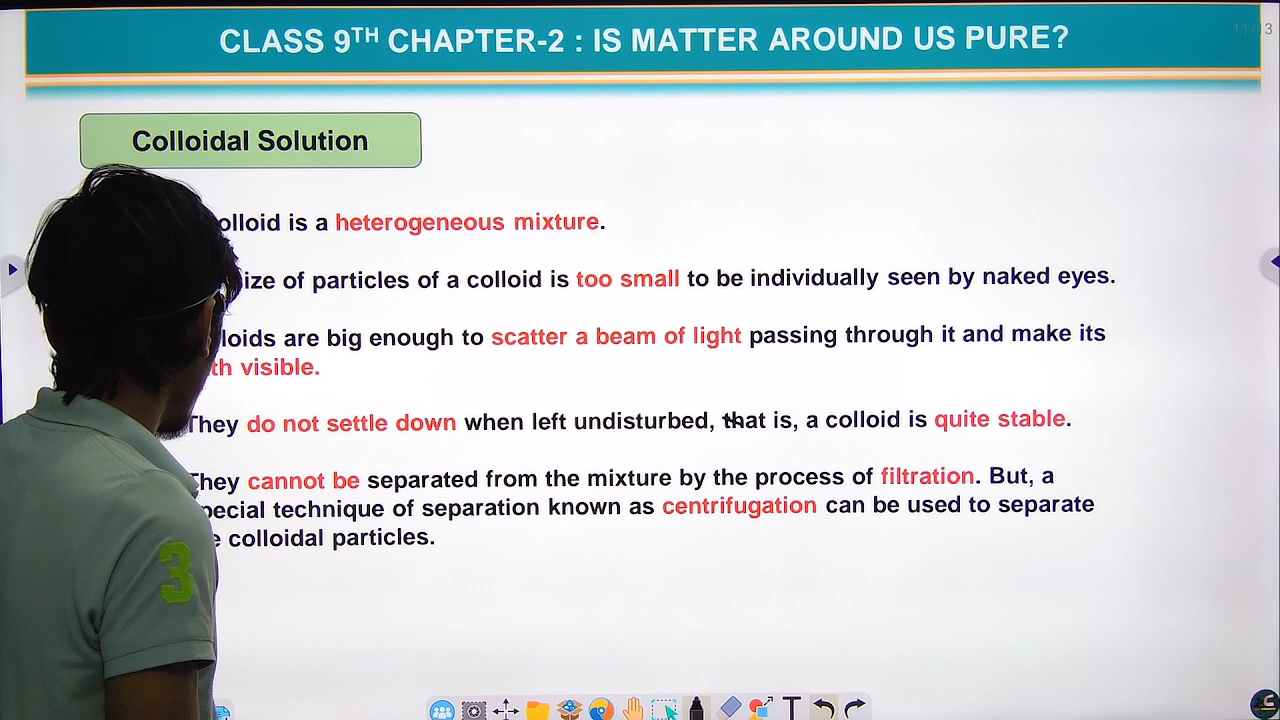 CLASS 9TH CHAPTER-2 : IS MATTER AROUND US PURE?
11/13
Colloidal Solution
olloid is a heterogeneous mixture.
ize of particles of a colloid is too small to be individually seen by naked eyes.
loids are big enough to scatter a beam of light passing through it and make its
th visible.
They do not settle down when left undisturbed, that is, a colloid is quite stable.
They cannot be separated from the mixture by the process of filtration. But, a
pecial technique of separation known as centrifugation can be used to separate
e colloidal particles.
3